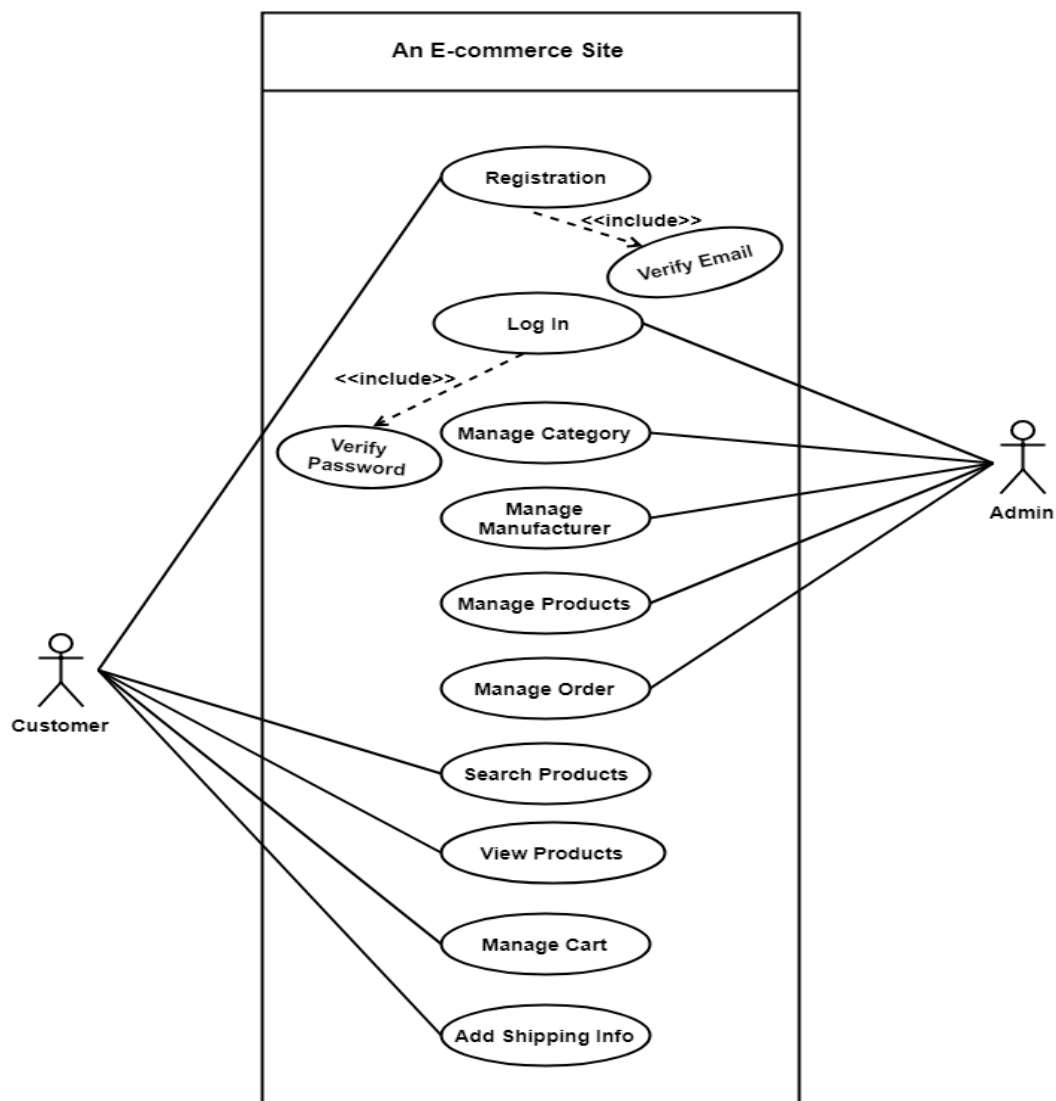 An E-commerce Site
Registration
<<include>>
Verify Email
Log In
<<include>>
Verify
Password
Manage Category
Manage
Manufacturer
Admin
Manage Products
Manage Order
Customer
Search Products
View Products
Manage Cart
Add Shipping Info